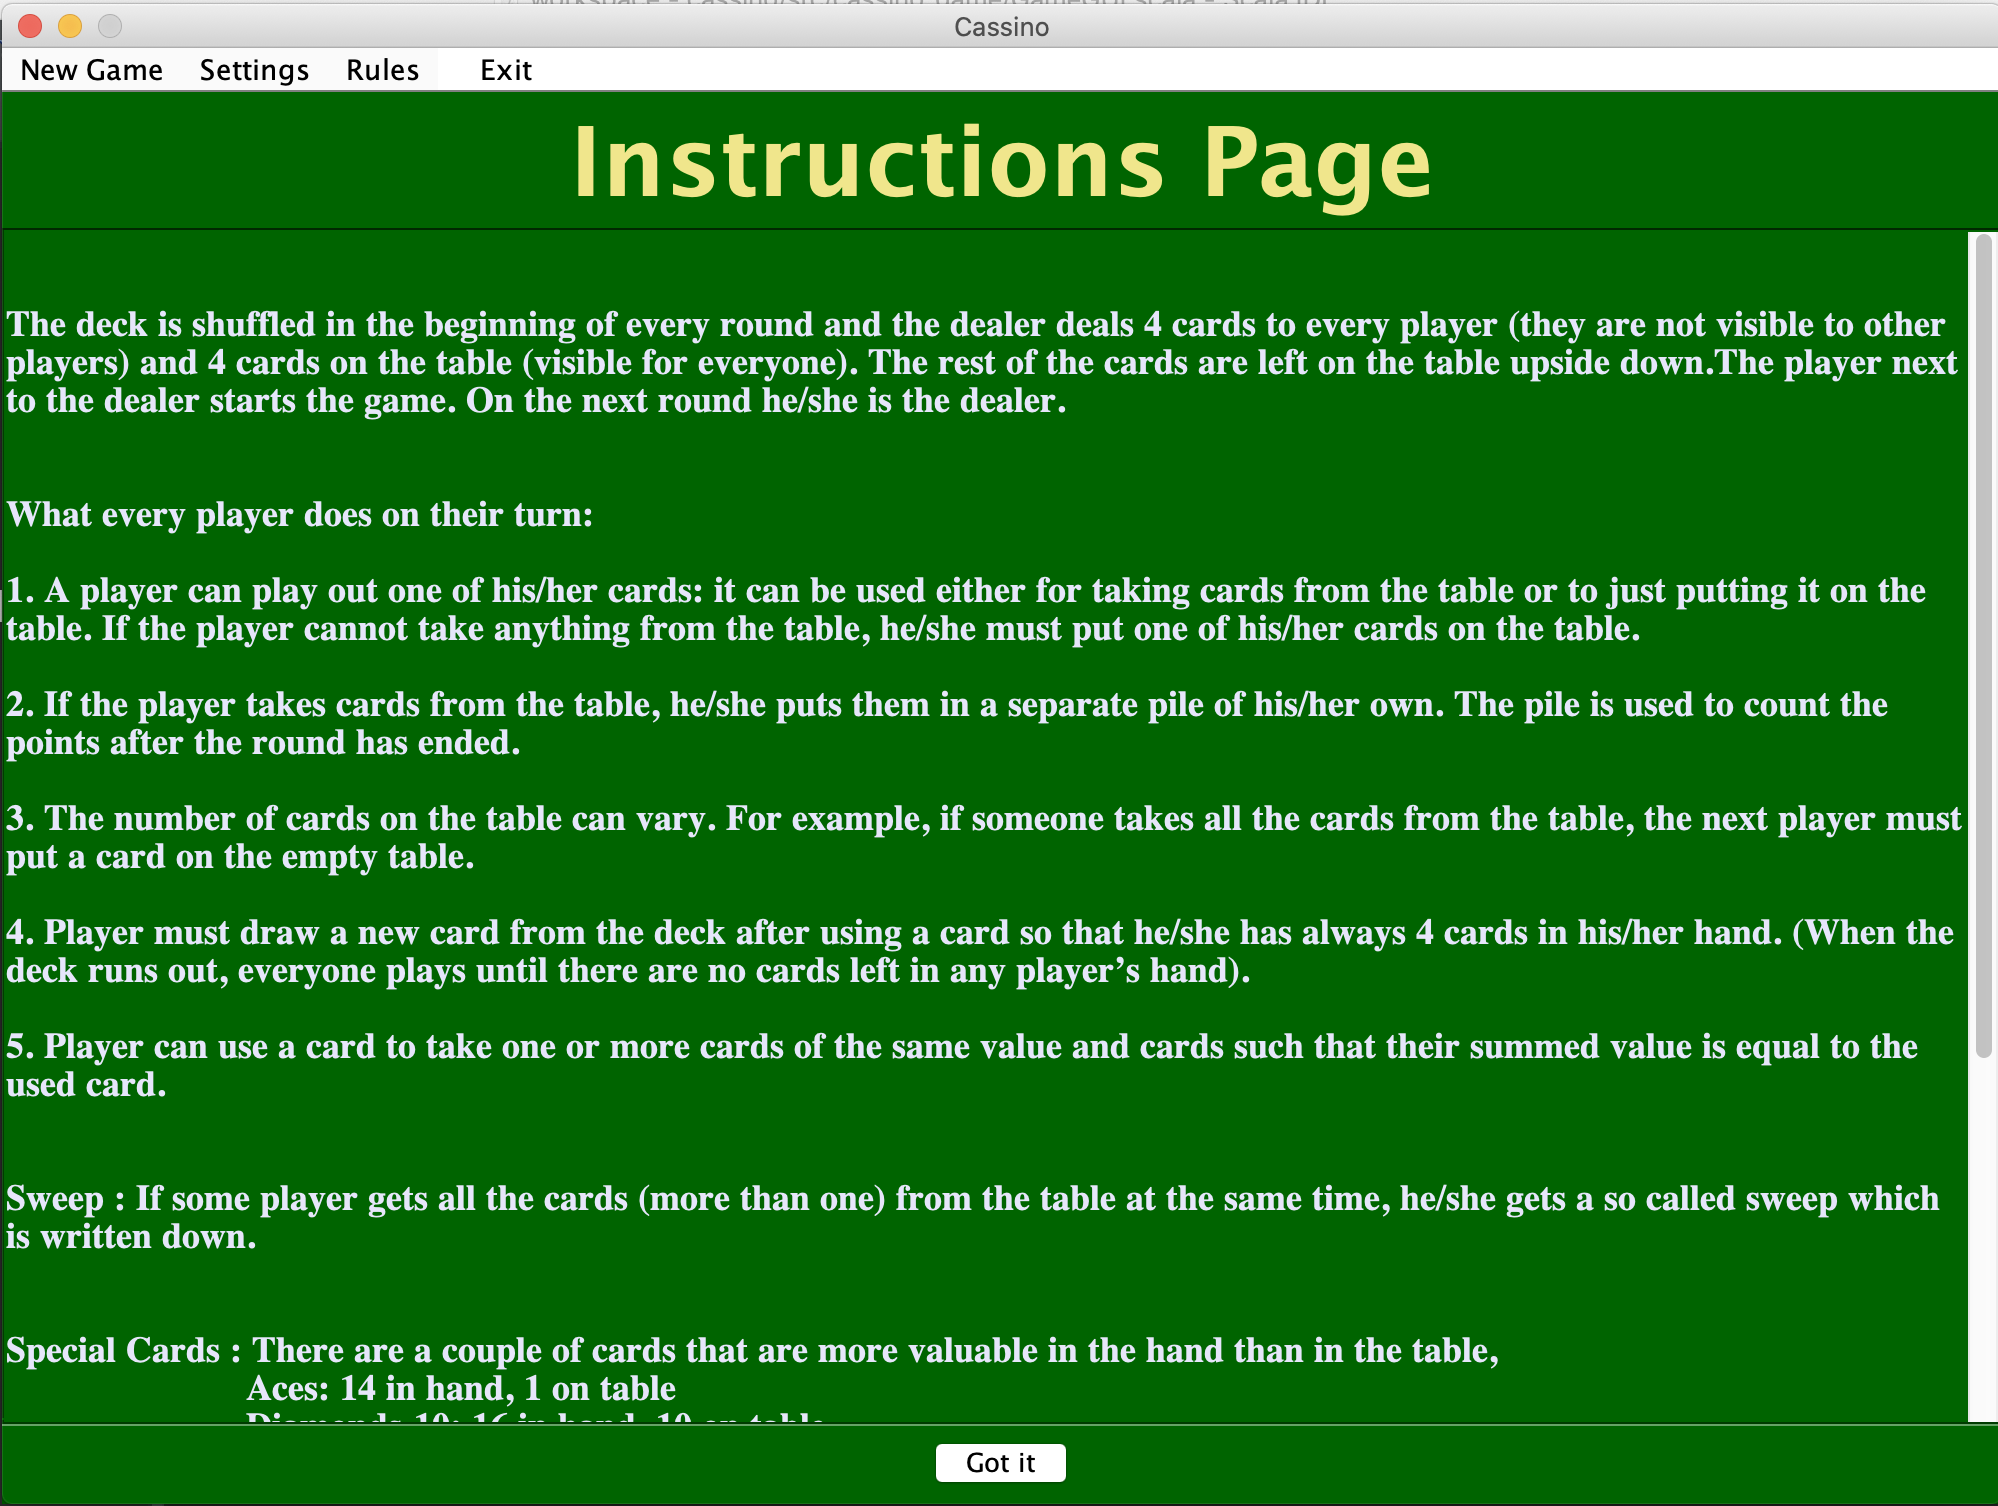 workspace - Cassino/src/cassino_game/GameGUI.scala - Scala IDE
Cassino
New Game Settings Rules Exit
Instructions Page
The deck is shuffled in the beginning of every round and the dealer deals 4 cards to every player (they are not visible to other
players) and 4 cards on the table (visible for everyone). The rest of the cards are left on the table upside down.The player next
to the dealer starts the game. On the next round he/she is the dealer.
What every player does on their turn:
1. A player can play out one of his/her cards: it can be used either for taking cards from the table or to just putting it on the
table. If the player cannot take anything from the table, he/she must put one of his/her cards on the table.
2. If the player takes cards from the table, he/she puts them in a separate pile of his/her own. The pile is used to count the
points after the round has ended.
3. The number of cards on the table can vary. For example, if someone takes all the cards from the table, the next player must
put a card on the empty table.
4. Player must draw a new card from the deck after using a card so that he/she has always 4 cards in his/her hand. (When the
deck runs out, everyone plays until there are no cards left in any player’s hand).
5. Player can use a card to take one or more cards of the same value and cards such that their summed value is equal to the
used card.
Sweep : If some player gets all the cards (more than one) from the table at the same time, he/she gets a so called sweep which
is written down.
Special Cards : There are a couple of cards that are more valuable in the hand than in the table,
Aces: 14 in hand, 1 on table
Diamonds 10: 16 in hand, 10 on table
Got it